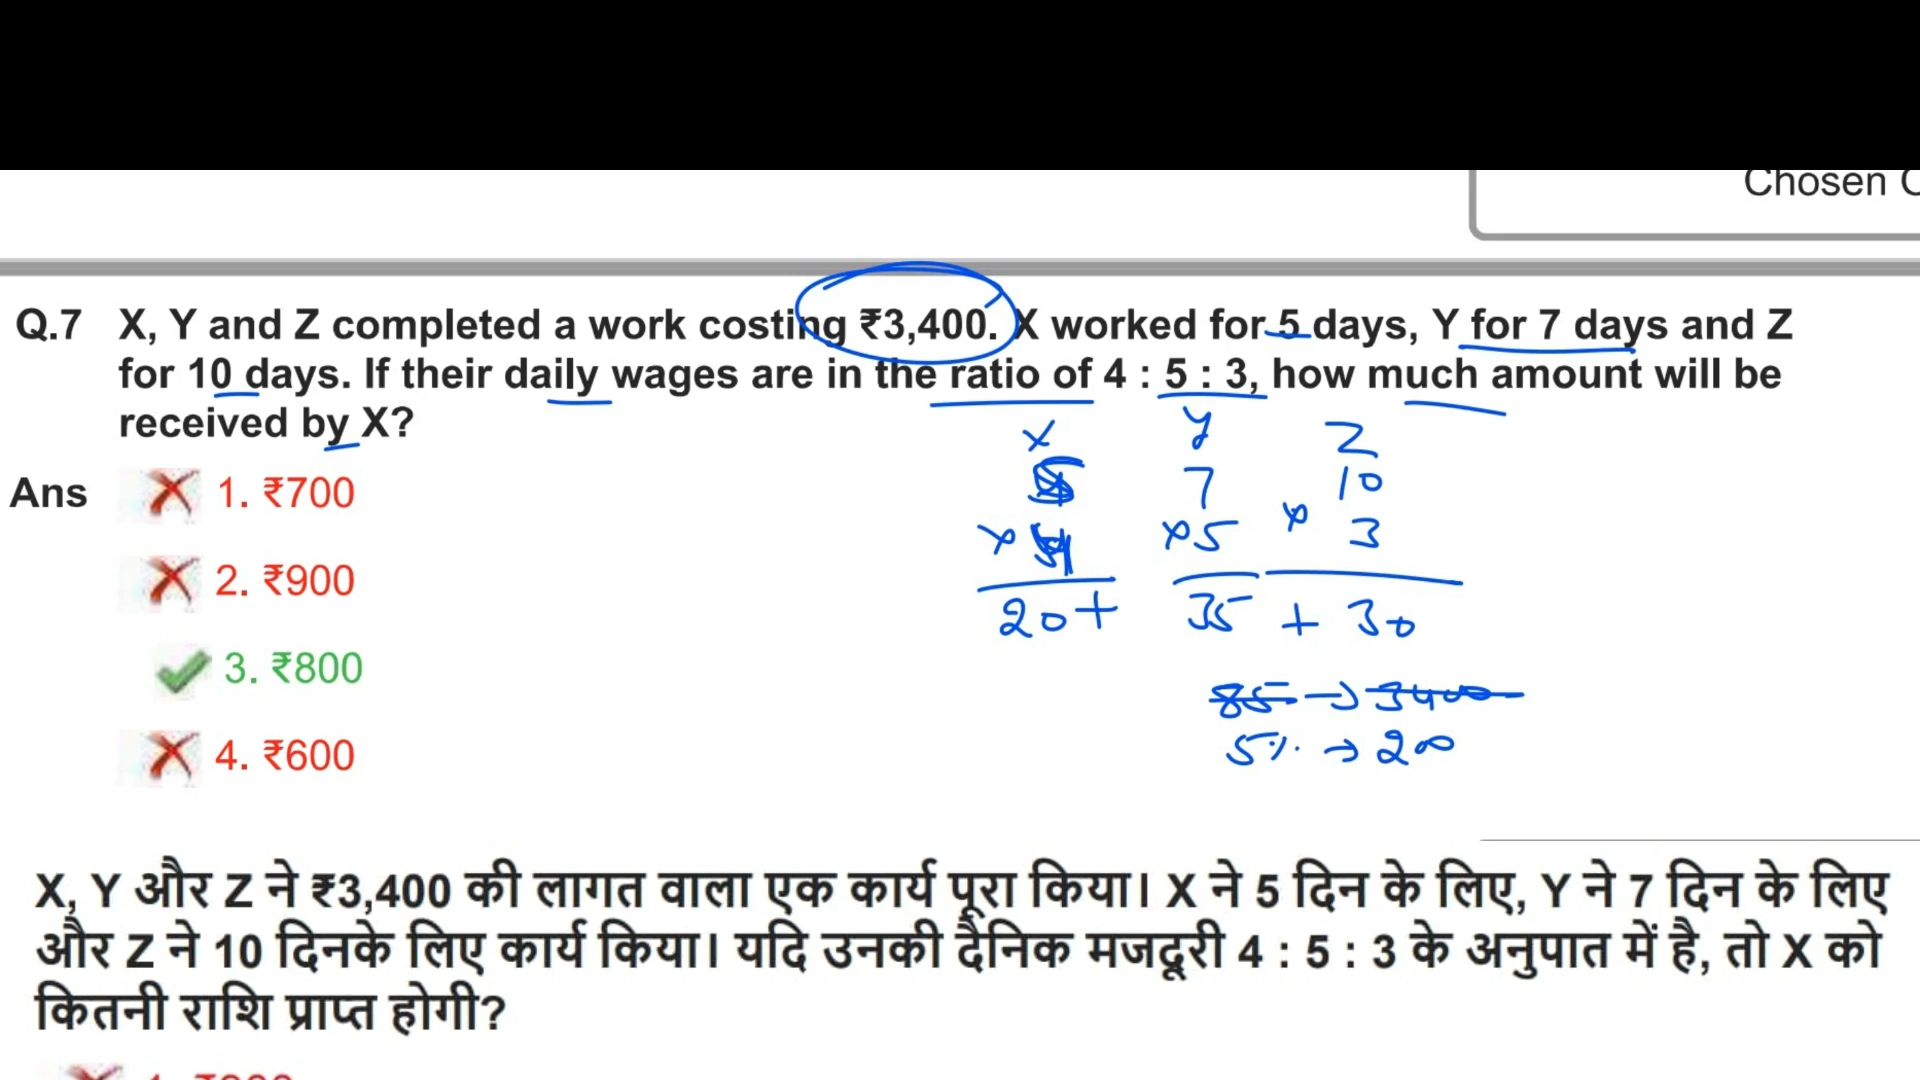 Chosen
Q.7 X, Y and Z completed a work costing ₹3,400. X worked for 5 days, Y for 7 days and Z
for 10 days. If their daily wages are in the ratio of 4 : 5 : 3, how much amount will be
received by X?
x y Z
7 10
Ans 1. ₹700
x x5 x 3
2. ₹900
20+ 35 + 30
3. ₹800
85 → 3400
4. ₹600
5% → 200
X, Y और Z ने ₹3,400 की लागत वाला एक कार्य पूरा किया। X ने 5 दिन के लिए, Y ने 7 दिन के लिए
और Z ने 10 दिनके लिए कार्य किया। यदि उनकी दैनिक मजदूरी 4 : 5 : 3 के अनुपात में है, तो X को
कितनी राशि प्राप्त होगी?